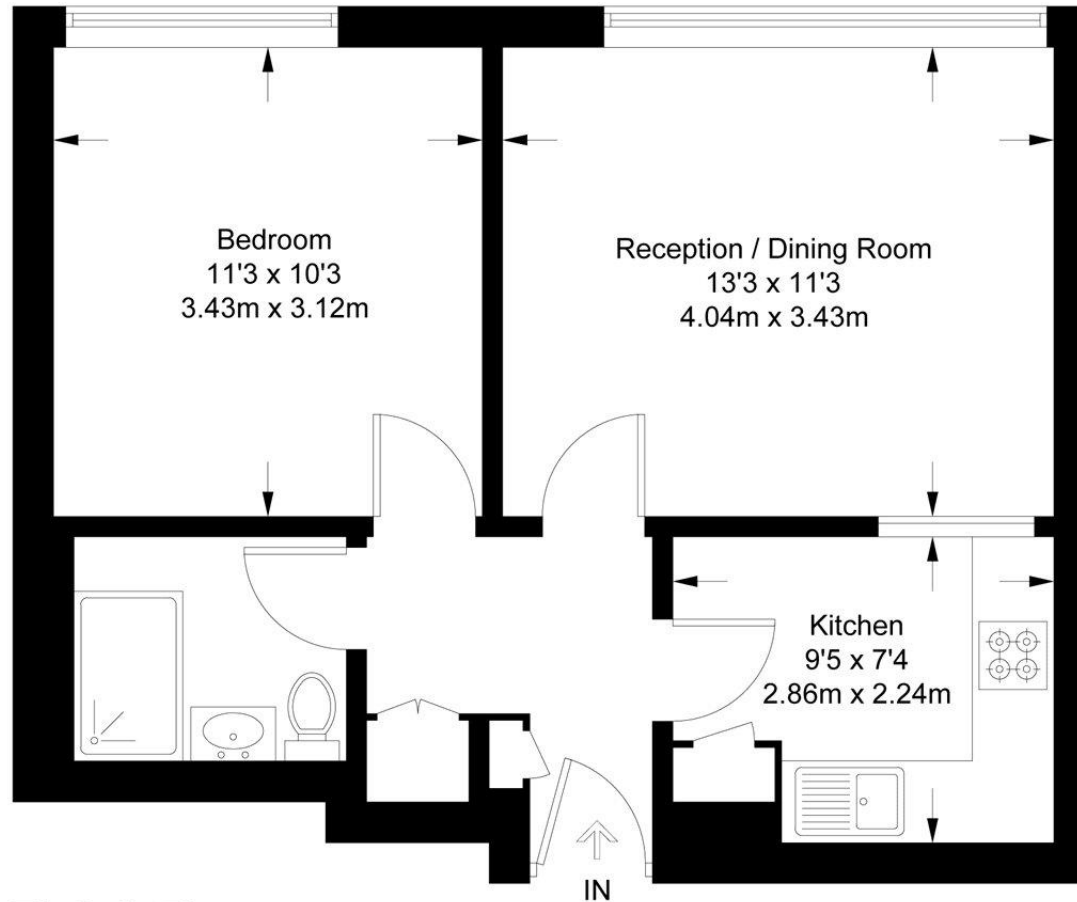 Bedroom
11'3 x 10'3
3.43m x 3.12m
Reception / Dining Room
13'3 x 11'3
4.04m x 3.43m
Kitchen
9'5 x 7'4
2.86m x 2.24m
IN